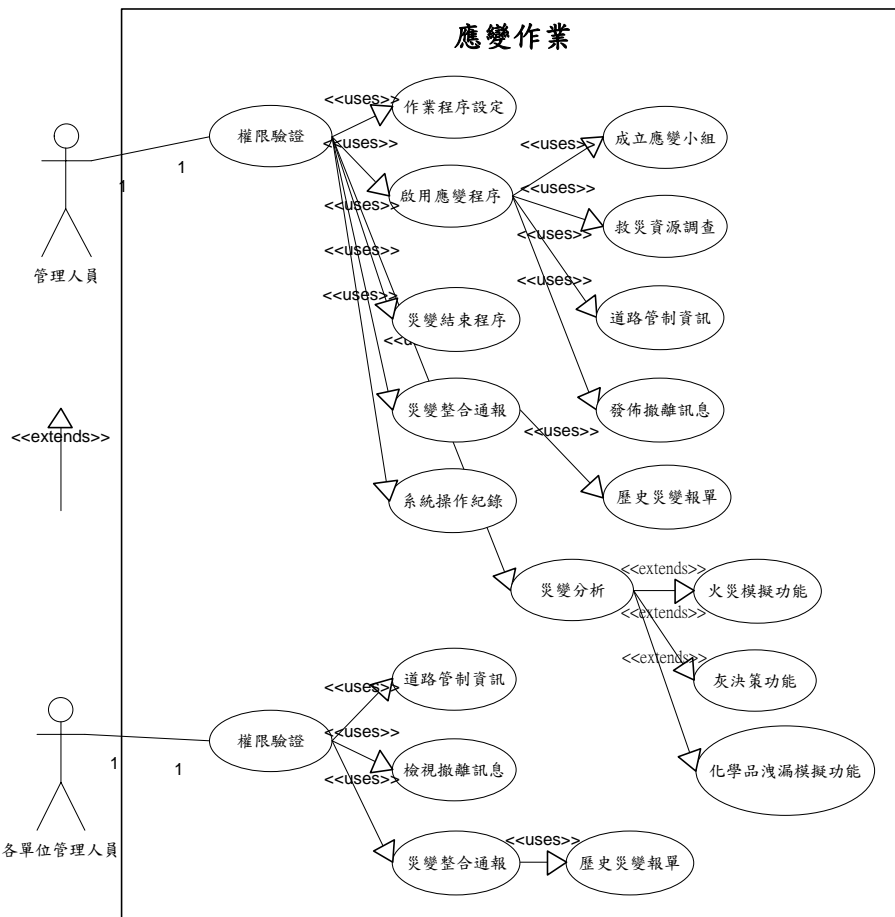 應變作業
<<uses>>
作業程序設定
權限驗証
<<uses>>
<<uses>>
成立應變小組
1
1
<<uses>>
啟用應變程序
<<uses>>
<<uses>>
救災資源調查
<<uses>>
<<uses>>
管理人員
<<uses>>
災變結束程序
道路管制資訊
<<extends>>
災變整合通報
發佈撤離訊息
<<uses>>
系統操作紀錄
歷史災變報單
災變分析
<<extends>>
火災模擬功能
<<extends>>
<<extends>>
灰決策功能
道路管制資訊
<<uses>>
權限驗証
<<uses>>
1
1
檢視撤離訊息
<<uses>>
化學品洩漏模擬功能
各單位管理人員
災變整合通報
<<uses>>
歷史災變報單